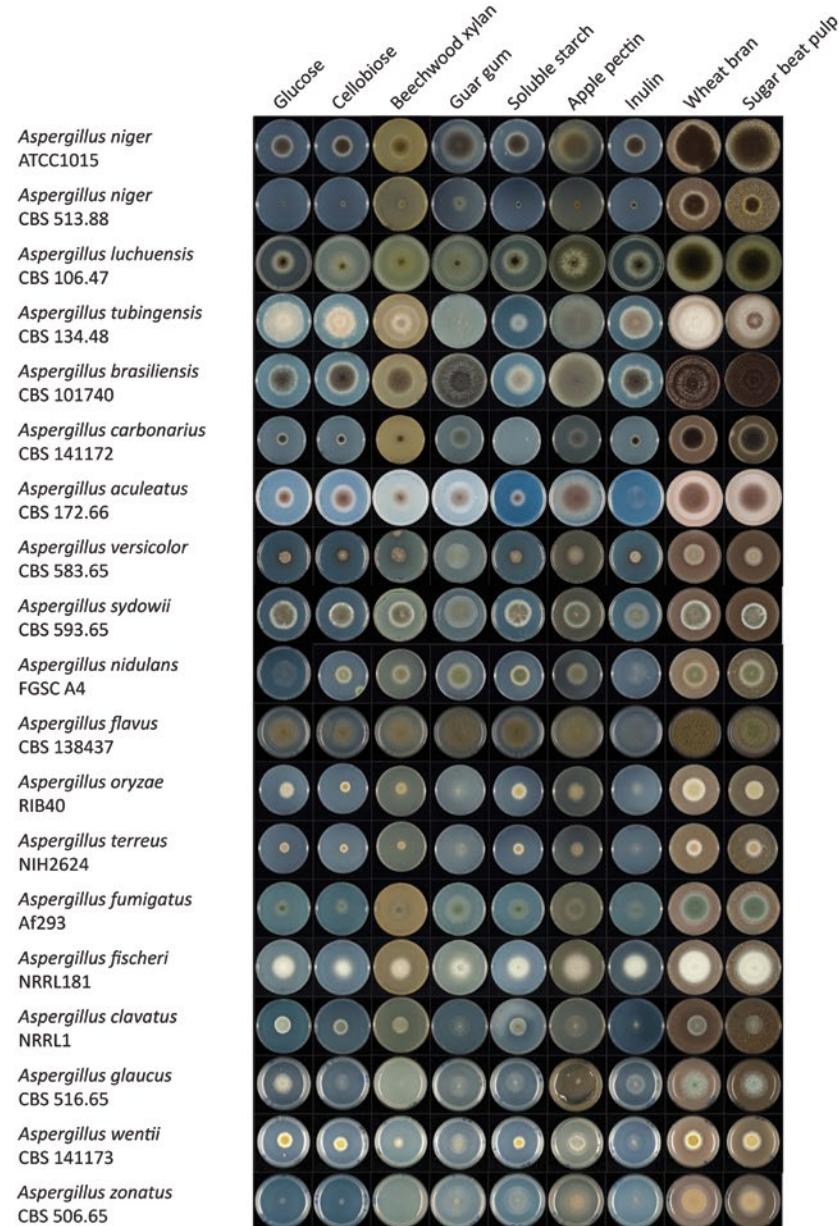 Glucose
Cellobiose
Beechwood xylan
Guar gum
Soluble starch
Apple pectin
Inulin
Wheat bran
Sugar beat pulp
Aspergillus niger
ATCC1015
Aspergillus niger
CBS 513.88
Aspergillus luchuensis
CBS 106.47
Aspergillus tubingensis
CBS 134.48
Aspergillus brasiliensis
CBS 101740
Aspergillus carbonarius
CBS 141172
Aspergillus aculeatus
CBS 172.66
Aspergillus versicolor
CBS 583.65
Aspergillus sydowii
CBS 593.65
Aspergillus nidulans
FGSC A4
Aspergillus flavus
CBS 138437
Aspergillus oryzae
RIB40
Aspergillus terreus
NIH2624
Aspergillus fumigatus
Af293
Aspergillus fischeri
NRRL181
Aspergillus clavatus
NRRL1
Aspergillus glaucus
CBS 516.65
Aspergillus wentii
CBS 141173
Aspergillus zonatus
CBS 506.65